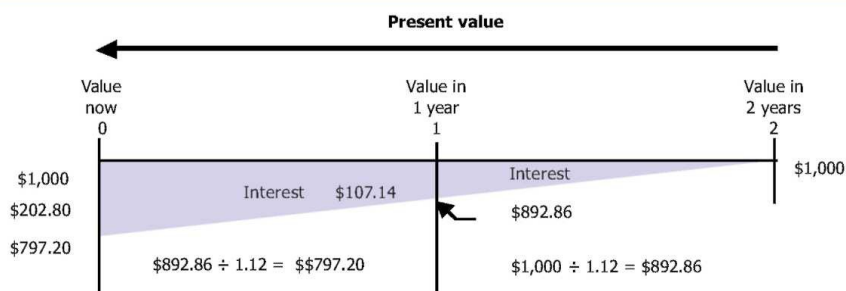 Present value
Value
now
0
Value in
1 year
1
Value in
2 years
2
$1,000
$202.80
$797.20
Interest $107.14
Interest
$892.86
$1,000
$892.86 ÷ 1.12 = $$797.20
$1,000 ÷ 1.12 = $892.86